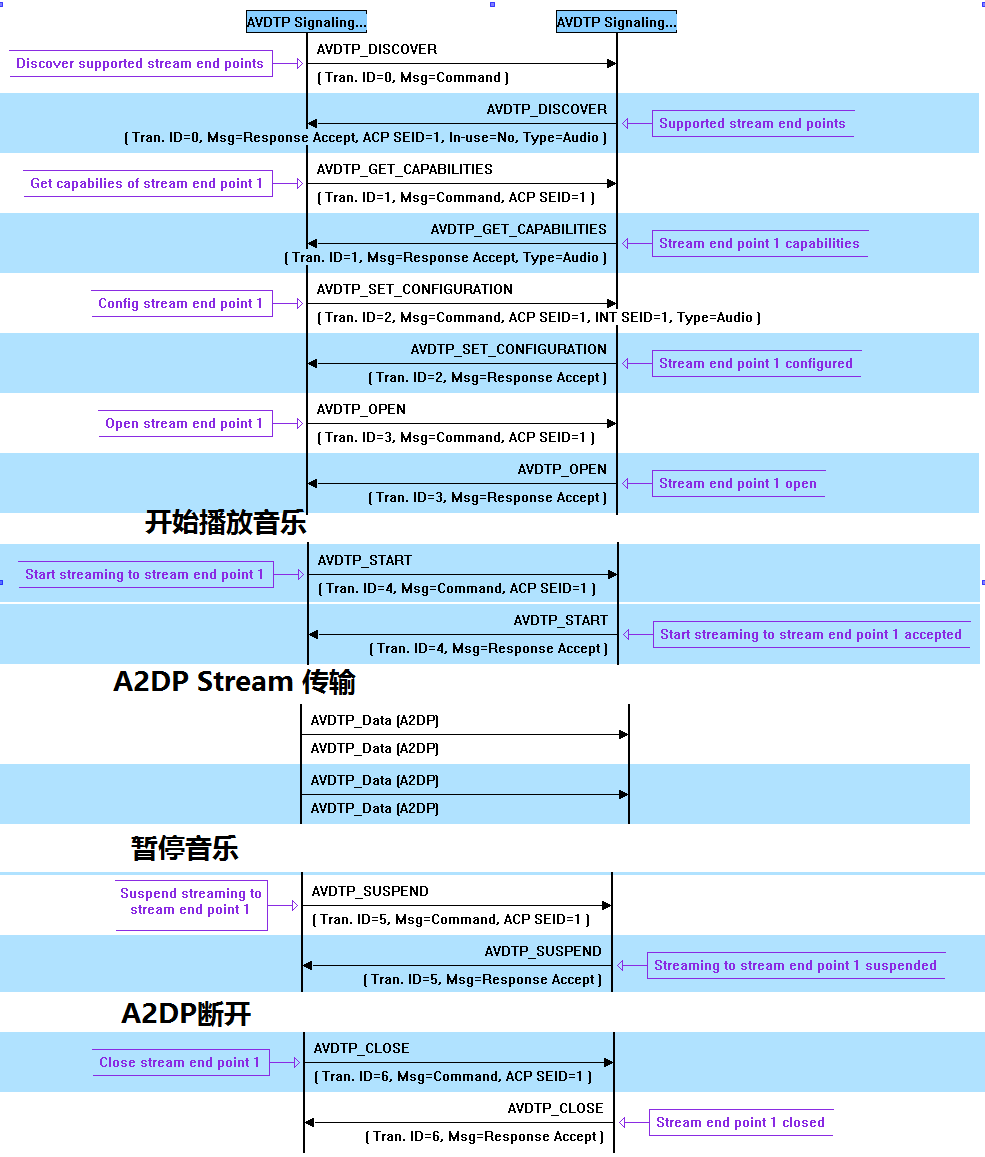 AVDTP Signaling... AVDTP Signaling...
AVDTP_DISCOVER
Discover supported stream end points
( Tran. ID=0, Msg=Command )
AVDTP_DISCOVER
Supported stream end points
( Tran. ID=0, Msg=Response Accept, ACP SEID=1, In-use=No, Type=Audio )
AVDTP_GET_CAPABILITIES
Get capabilies of stream end point 1
( Tran. ID=1, Msg=Command, ACP SEID=1 )
AVDTP_GET_CAPABILITIES
Stream end point 1 capabilities
( Tran. ID=1, Msg=Response Accept, Type=Audio )
AVDTP_SET_CONFIGURATION
Config stream end point 1
( Tran. ID=2, Msg=Command, ACP SEID=1, INT SEID=1, Type=Audio )
AVDTP_SET_CONFIGURATION
Stream end point 1 configured
( Tran. ID=2, Msg=Response Accept )
AVDTP_OPEN
Open stream end point 1
( Tran. ID=3, Msg=Command, ACP SEID=1 )
AVDTP_OPEN
Stream end point 1 open
( Tran. ID=3, Msg=Response Accept )
开始播放音乐
AVDTP_START
Start streaming to stream end point 1
( Tran. ID=4, Msg=Command, ACP SEID=1 )
AVDTP_START
Start streaming to stream end point 1 accepted
( Tran. ID=4, Msg=Response Accept )
A2DP Stream 传输
AVDTP_Data (A2DP)
AVDTP_Data (A2DP)
AVDTP_Data (A2DP)
AVDTP_Data (A2DP)
暂停音乐
AVDTP_SUSPEND
Suspend streaming to
stream end point 1
( Tran. ID=5, Msg=Command, ACP SEID=1 )
AVDTP_SUSPEND
Streaming to stream end point 1 suspended
( Tran. ID=5, Msg=Response Accept )
A2DP断开
AVDTP_CLOSE
Close stream end point 1
( Tran. ID=6, Msg=Command, ACP SEID=1 )
AVDTP_CLOSE
Stream end point 1 closed
( Tran. ID=6, Msg=Response Accept )